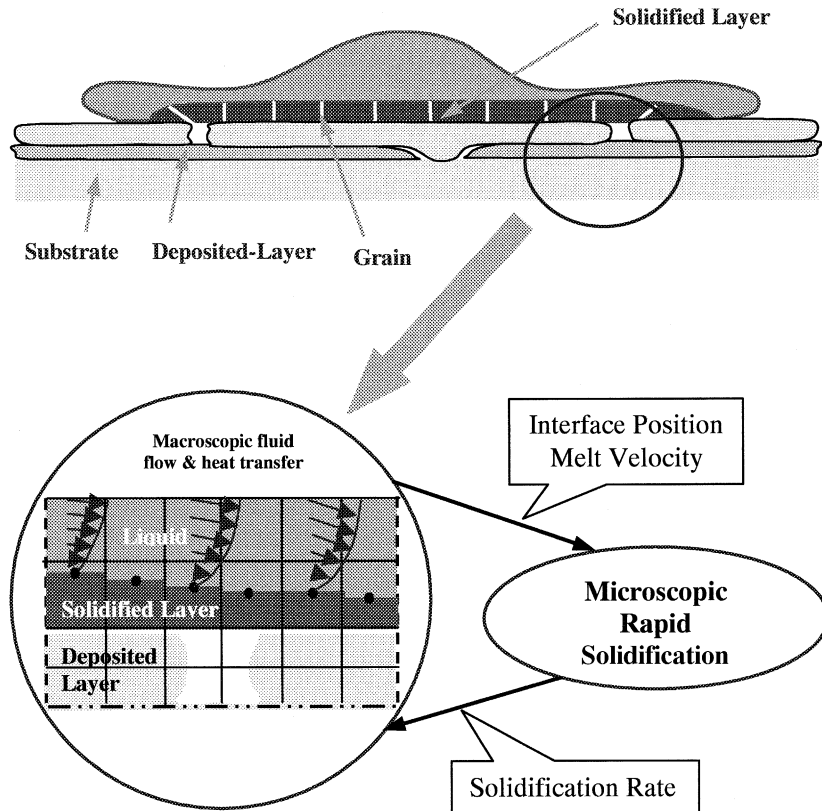 Solidified Layer
Substrate
Deposited-Layer
Grain
Macroscopic fluid
flow & heat transfer
Liquid
Solidified Layer
Deposited
Layer
Interface Position
Melt Velocity
Microscopic
Rapid
Solidification
Solidification Rate